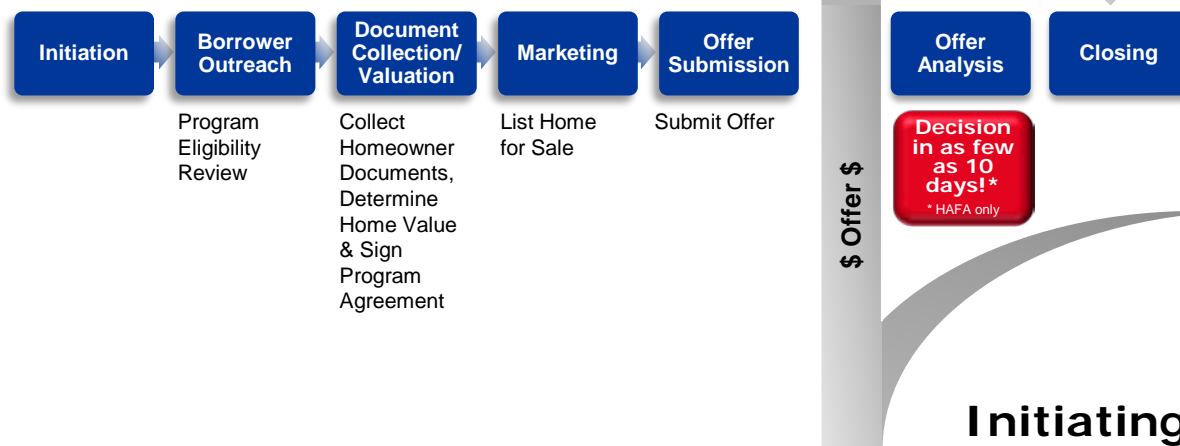 Initiation
Borrower
Outreach
Document
Collection/
Valuation
Marketing
Offer
Submission
Offer
Analysis
Closing
Program
Eligibility
Review
Collect
Homeowner
Documents,
Determine
Home Value
& Sign
Program
Agreement
List Home
for Sale
Submit Offer
$ Offer $
Decision
in as few
as 10
days!*
* HAFA only
Initiating